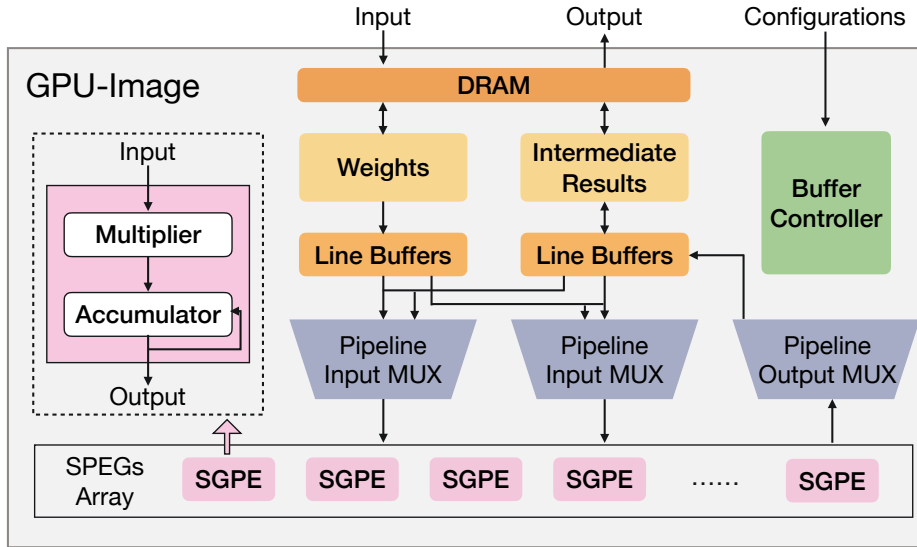 Input
Output
Configurations
GPU-Image
DRAM
Input
Multiplier
Accumulator
Output
Weights
Intermediate
Results
Buffer
Controller
Line Buffers
Line Buffers
Pipeline
Input MUX
Pipeline
Input MUX
Pipeline
Output MUX
SPEGs
Array
SGPE
SGPE
SGPE
SGPE
......
SGPE